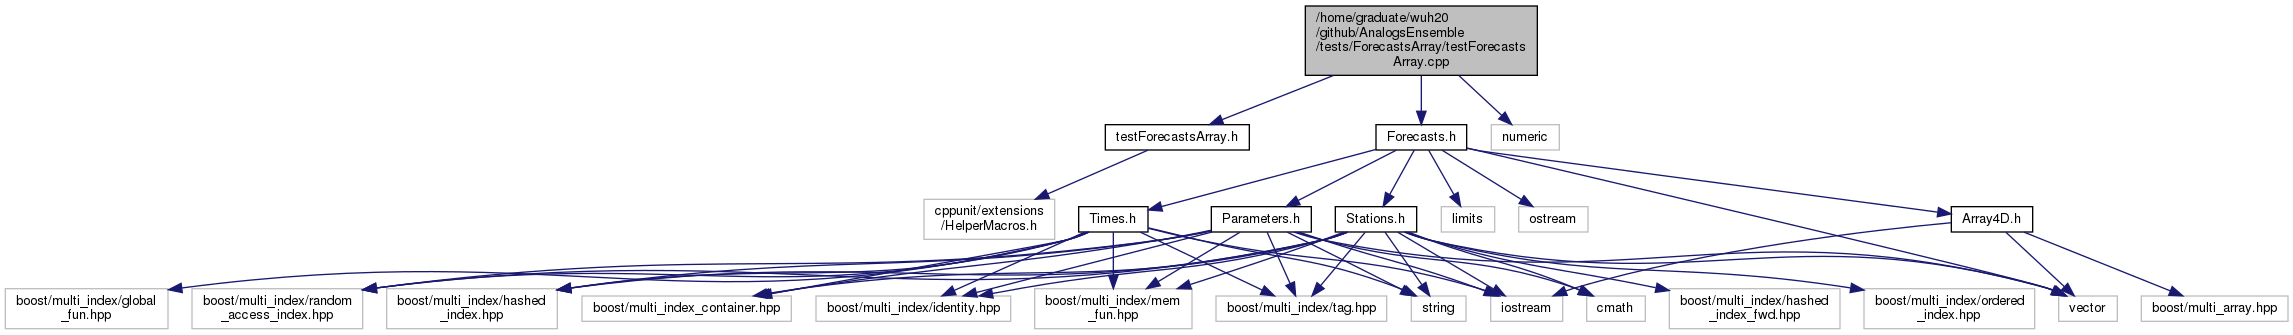 /home/graduate/wuh20
/github/AnalogsEnsemble
/tests/ForecastsArray/testForecasts
Array.cpp
testForecastsArray.h
Forecasts.h
numeric
cppunit/extensions
/HelperMacros.h
Times.h
Parameters.h
Stations.h
limits
ostream
Array4D.h
boost/multi_index/global
_fun.hpp
boost/multi_index/random
_access_index.hpp
boost/multi_index/hashed
_index.hpp
boost/multi_index_container.hpp
boost/multi_index/identity.hpp
boost/multi_index/mem
_fun.hpp
boost/multi_index/tag.hpp
string
iostream
cmath
boost/multi_index/hashed
_index_fwd.hpp
boost/multi_index/ordered
_index.hpp
vector
boost/multi_array.hpp